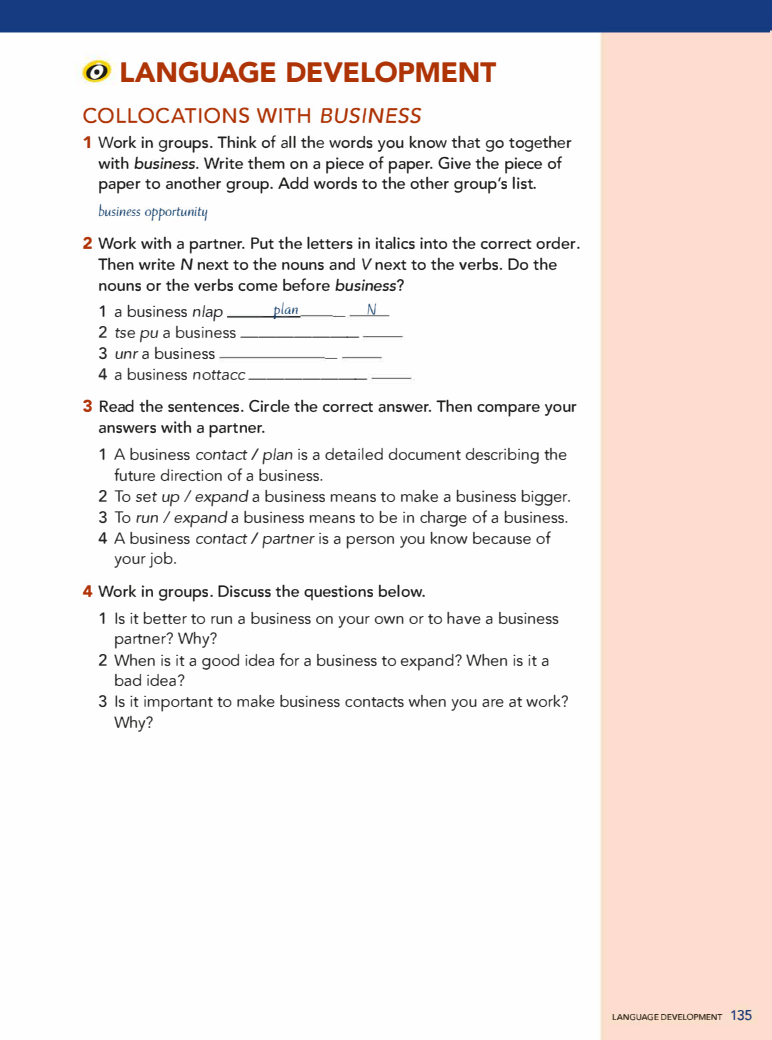 LANGUAGE DEVELOPMENT
COLLOCATIONS WITH BUSINESS
1 Work in groups. Think of all the words you know that go together
with business. Write them on a piece of paper. Give the piece of
paper to another group. Add words to the other group's list.
business opportunity
2 Work with a partner. Put the letters in italics into the correct order.
Then write N next to the nouns and V next to the verbs. Do the
nouns or the verbs come before business?
1 a business nlap plan N
2 tse pu a business
3 unr a business
4 a business nottacc
3 Read the sentences. Circle the correct answer. Then compare your
answers with a partner.
1 A business contact / plan is a detailed document describing the
future direction of a business.
2 To set up / expand a business means to make a business bigger.
3 To run / expand a business means to be in charge of a business.
4 A business contact / partner is a person you know because of
your job.
4 Work in groups. Discuss the questions below.
1 Is it better to run a business on your own or to have a business
partner? Why?
2 When is it a good idea for a business to expand? When is it a
bad idea?
3 Is it important to make business contacts when you are at work?
Why?
LANGUAGE DEVELOPMENT 135